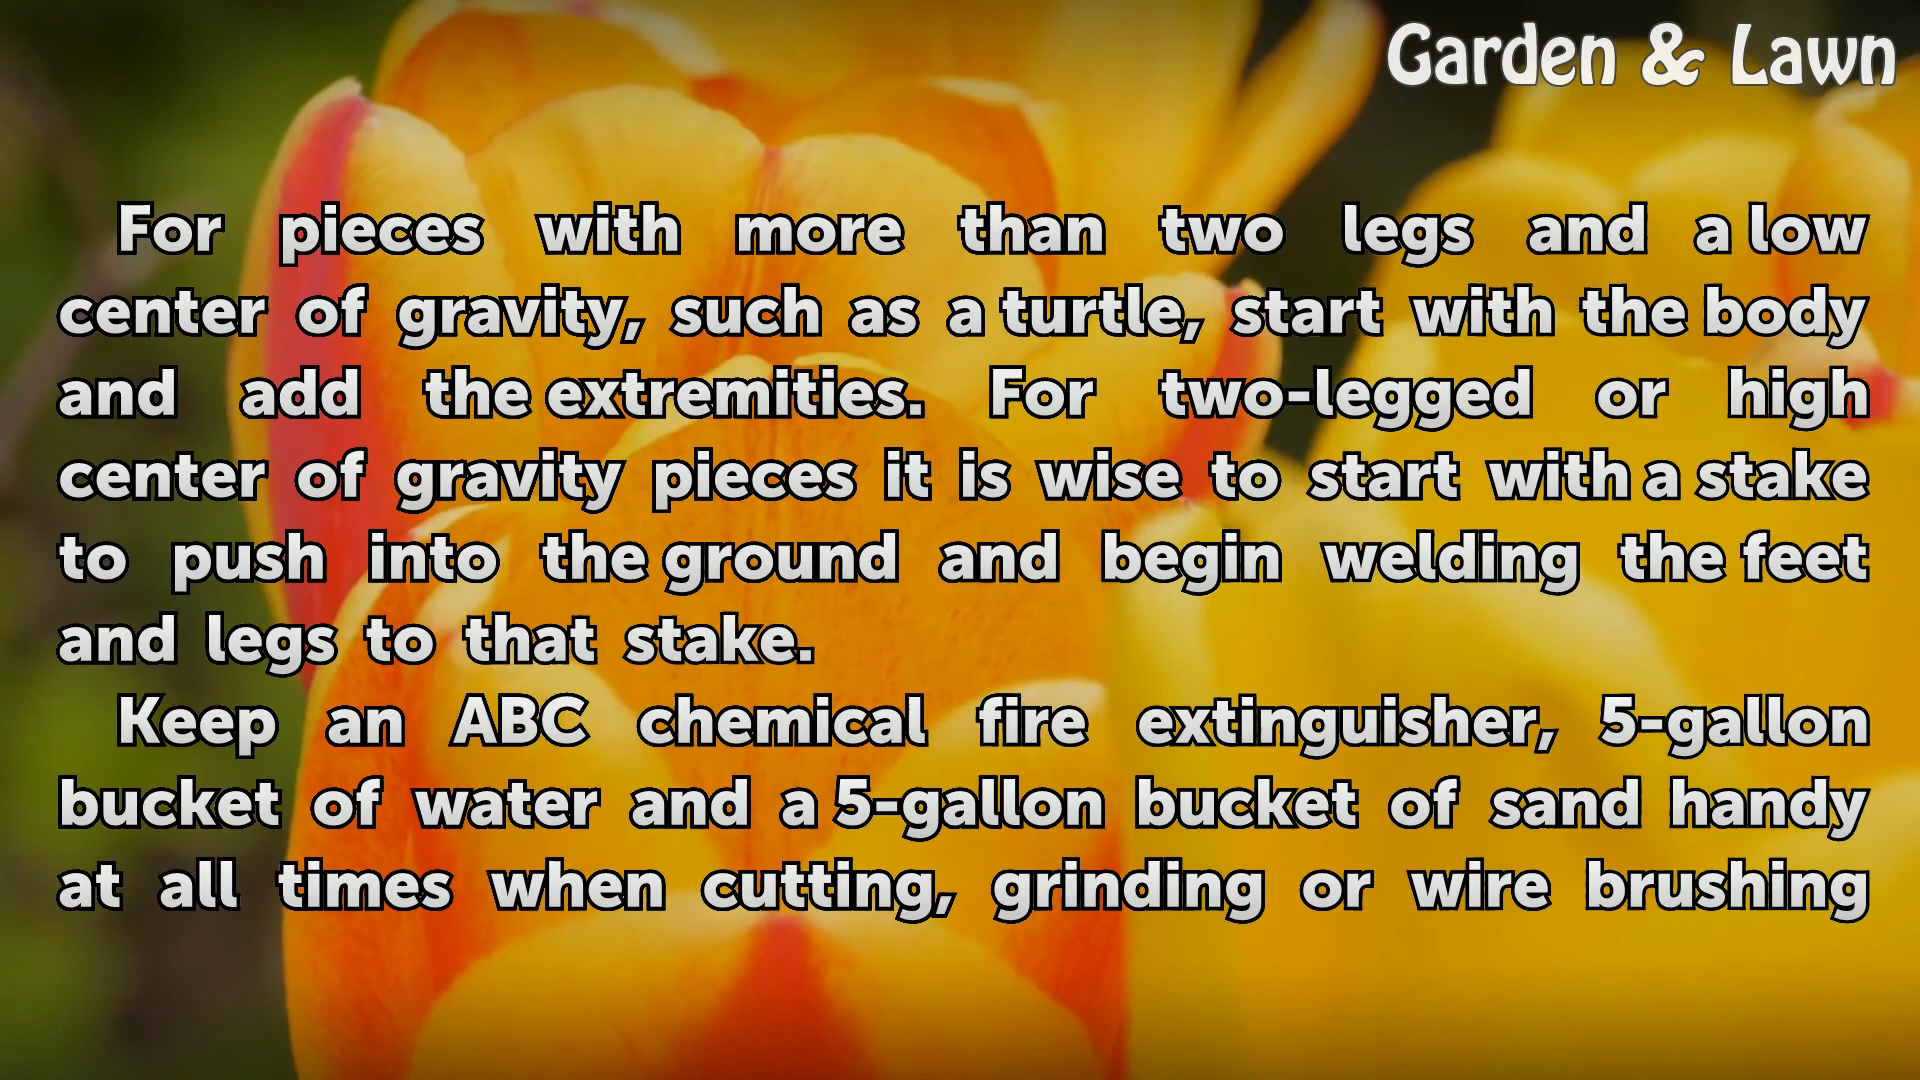 Garden & Lawn
For pieces with more than two legs and a low
center of gravity, such as a turtle, start with the body
and add the extremities. For two-legged or high
center of gravity pieces it is wise to start with a stake
to push into the ground and begin welding the feet
and legs to that stake.
Keep an ABC chemical fire extinguisher, 5-gallon
bucket of water and a 5-gallon bucket of sand handy
at all times when cutting, grinding or wire brushing